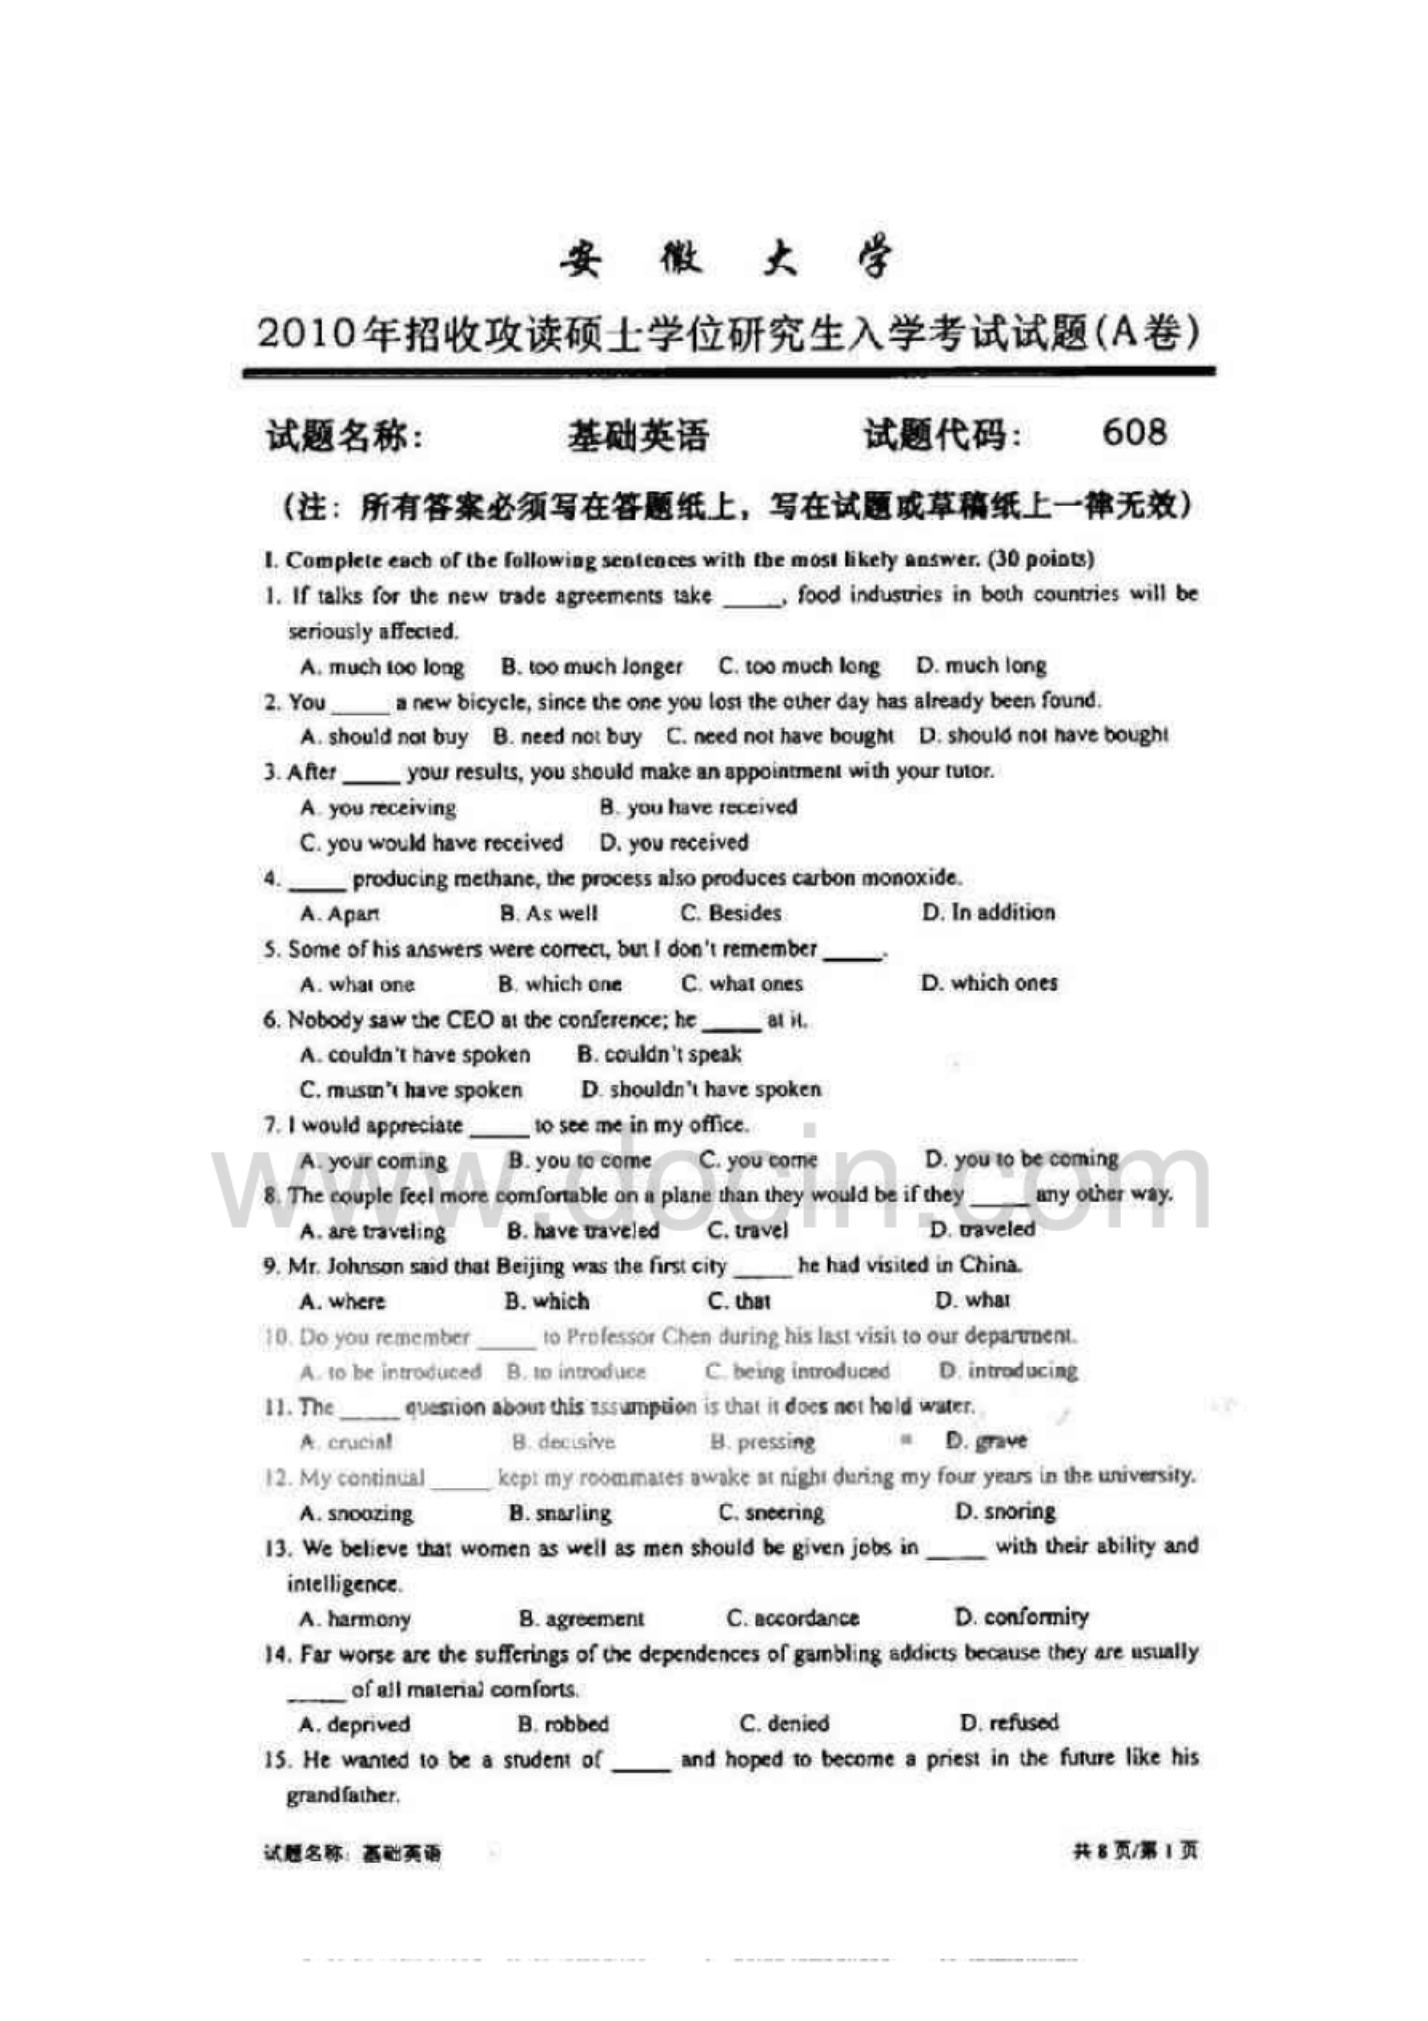 安徽大学
2010年招收攻读硕士学位研究生入学考试试题(A卷)
试题名称: 基础英语 试题代码: 608
(注: 所有答案必须写在答题纸上, 写在试题或草稿纸上一律无效)
I. Complete each of the following sentences with the most likely answer. (30 points)
1. If talks for the new trade agreements take _____, food industries in both countries will be
seriously affected.
A. much too long B. too much longer C. too much long D. much long
2. You _____ a new bicycle, since the one you lost the other day has already been found.
A. should not buy B. need not buy C. need not have bought D. should not have bought
3. After _____ your results, you should make an appointment with your tutor.
A. you receiving B. you have received
C. you would have received D. you received
4. _____ producing methane, the process also produces carbon monoxide.
A. Apart B. As well C. Besides D. In addition
5. Some of his answers were correct, but I don't remember _____.
A. what one B. which one C. what ones D. which ones
6. Nobody saw the CEO at the conference; he _____ at it.
A. couldn't have spoken B. couldn't speak
C. mustn't have spoken D. shouldn't have spoken
7. I would appreciate _____ to see me in my office.
A. your coming B. you to come C. you come D. you to be coming
www.docin.com
8. The couple feel more comfortable on a plane than they would be if they _____ any other way.
A. are traveling B. have traveled C. travel D. traveled
9. Mr. Johnson said that Beijing was the first city _____ he had visited in China.
A. where B. which C. that D. what
10. Do you remember _____ to Professor Chen during his last visit to our department.
A. to be introduced B. to introduce C. being introduced D. introducing
11. The _____ question about this assumption is that it does not hold water.
A. crucial B. decisive B. pressing D. grave
12. My continual _____ kept my roommates awake at night during my four years in the university.
A. snoozing B. snarling C. sneering D. snoring
13. We believe that women as well as men should be given jobs in _____ with their ability and
intelligence.
A. harmony B. agreement C. accordance D. conformity
14. Far worse are the sufferings of the dependences of gambling addicts because they are usually
_____ of all material comforts.
A. deprived B. robbed C. denied D. refused
15. He wanted to be a student of _____ and hoped to become a priest in the future like his
grandfather.
试题名称: 基础英语 共 8 页/第 1 页